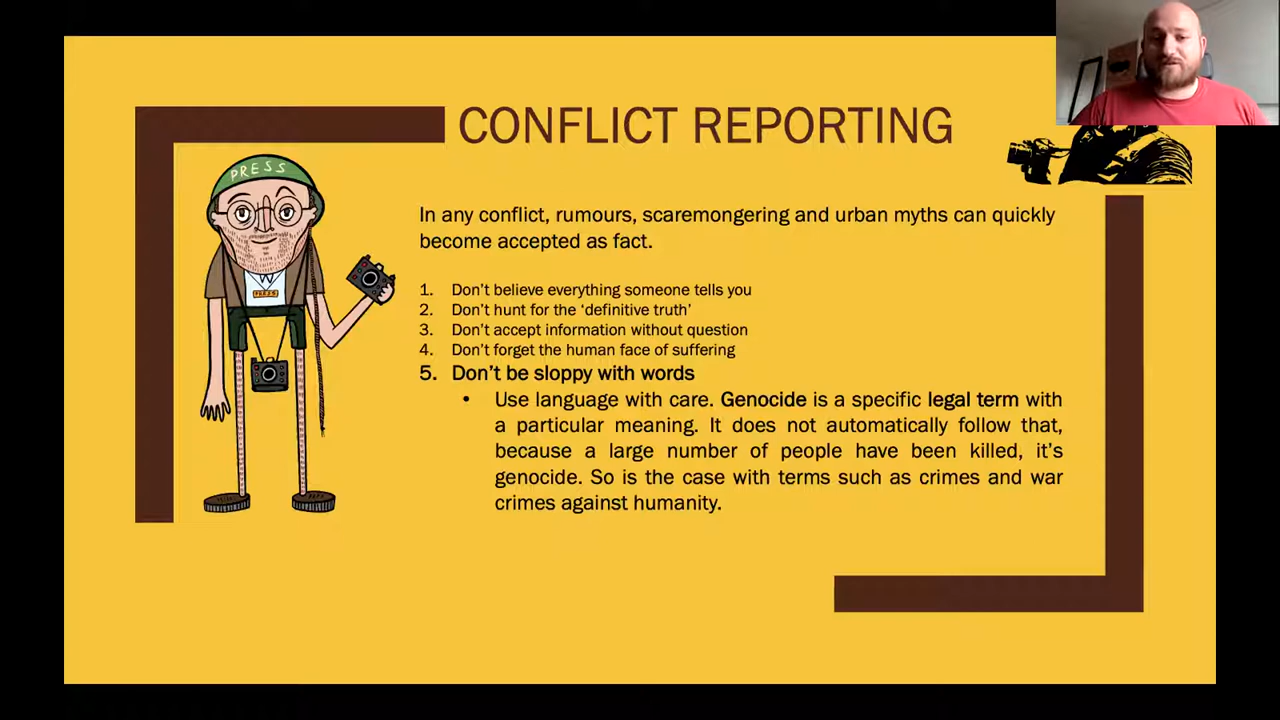 CONFLICT REPORTING
PRESS
PRESS
In any conflict, rumours, scaremongering and urban myths can quickly
become accepted as fact.
1. Don't believe everything someone tells you
2. Don't hunt for the ‘definitive truth’
3. Don't accept information without question
4. Don't forget the human face of suffering
5. Don't be sloppy with words
• Use language with care. Genocide is a specific legal term with
a particular meaning. It does not automatically follow that,
because a large number of people have been killed, it's
genocide. So is the case with terms such as crimes and war
crimes against humanity.